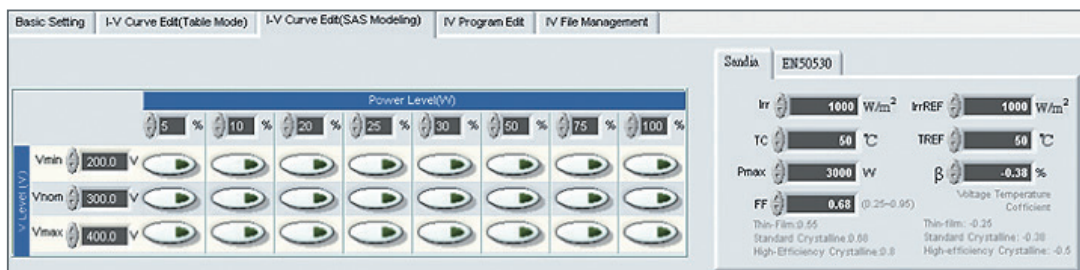 Basic Setting I-V Curve Edit(Table Mode) I-V Curve Edit(SAS Modeling) IV Program Edit IV File Management
Sandia EN50530
Power Level(W)
5 % 10 % 20 % 25 % 30 % 50 % 75 % 100 %
V Level (V)
Vmin 200.0 V
Vnom 300.0 V
Vmax 400.0 V
Irr 1000 W/m² IrrREF 1000 W/m²
TC 50 °C TREF 50 °C
Pmax 3000 W β -0.38 %
FF 0.68 (0.25~0.95) Voltage Temperature
Cofficient
Thin-Film:0.55 Thin-film: -0.25
Standard Crystalline:0.68 Standard Crystalline: -0.38
High-Efficiency Crystalline:0.8 High-efficiency Crystalline: -0.5